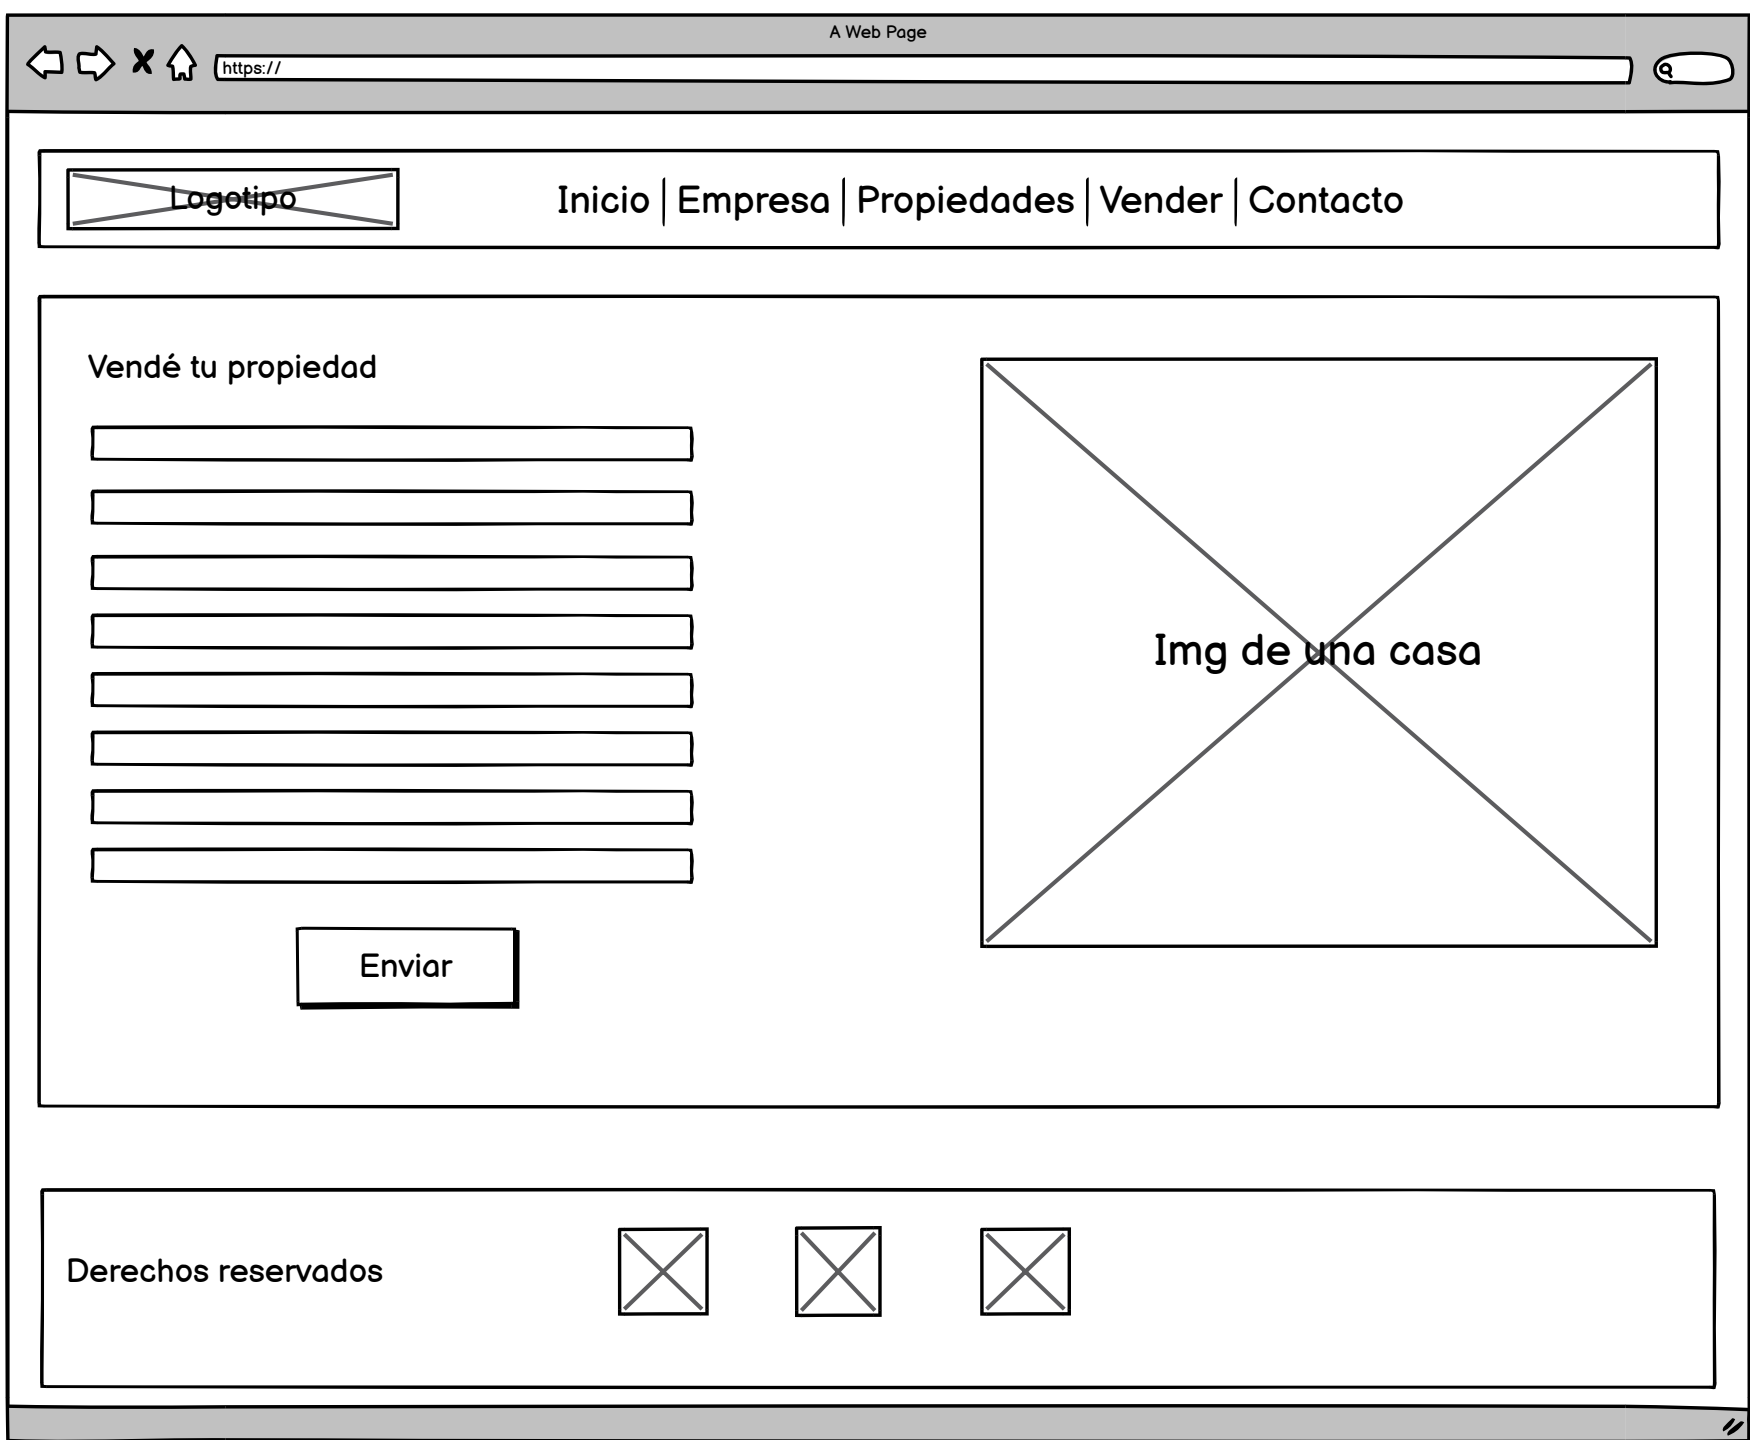 A Web Page
https://
Logotipo
Inicio Empresa Propiedades Vender Contacto
Vendé tu propiedad
Img de una casa
Enviar
Derechos reservados